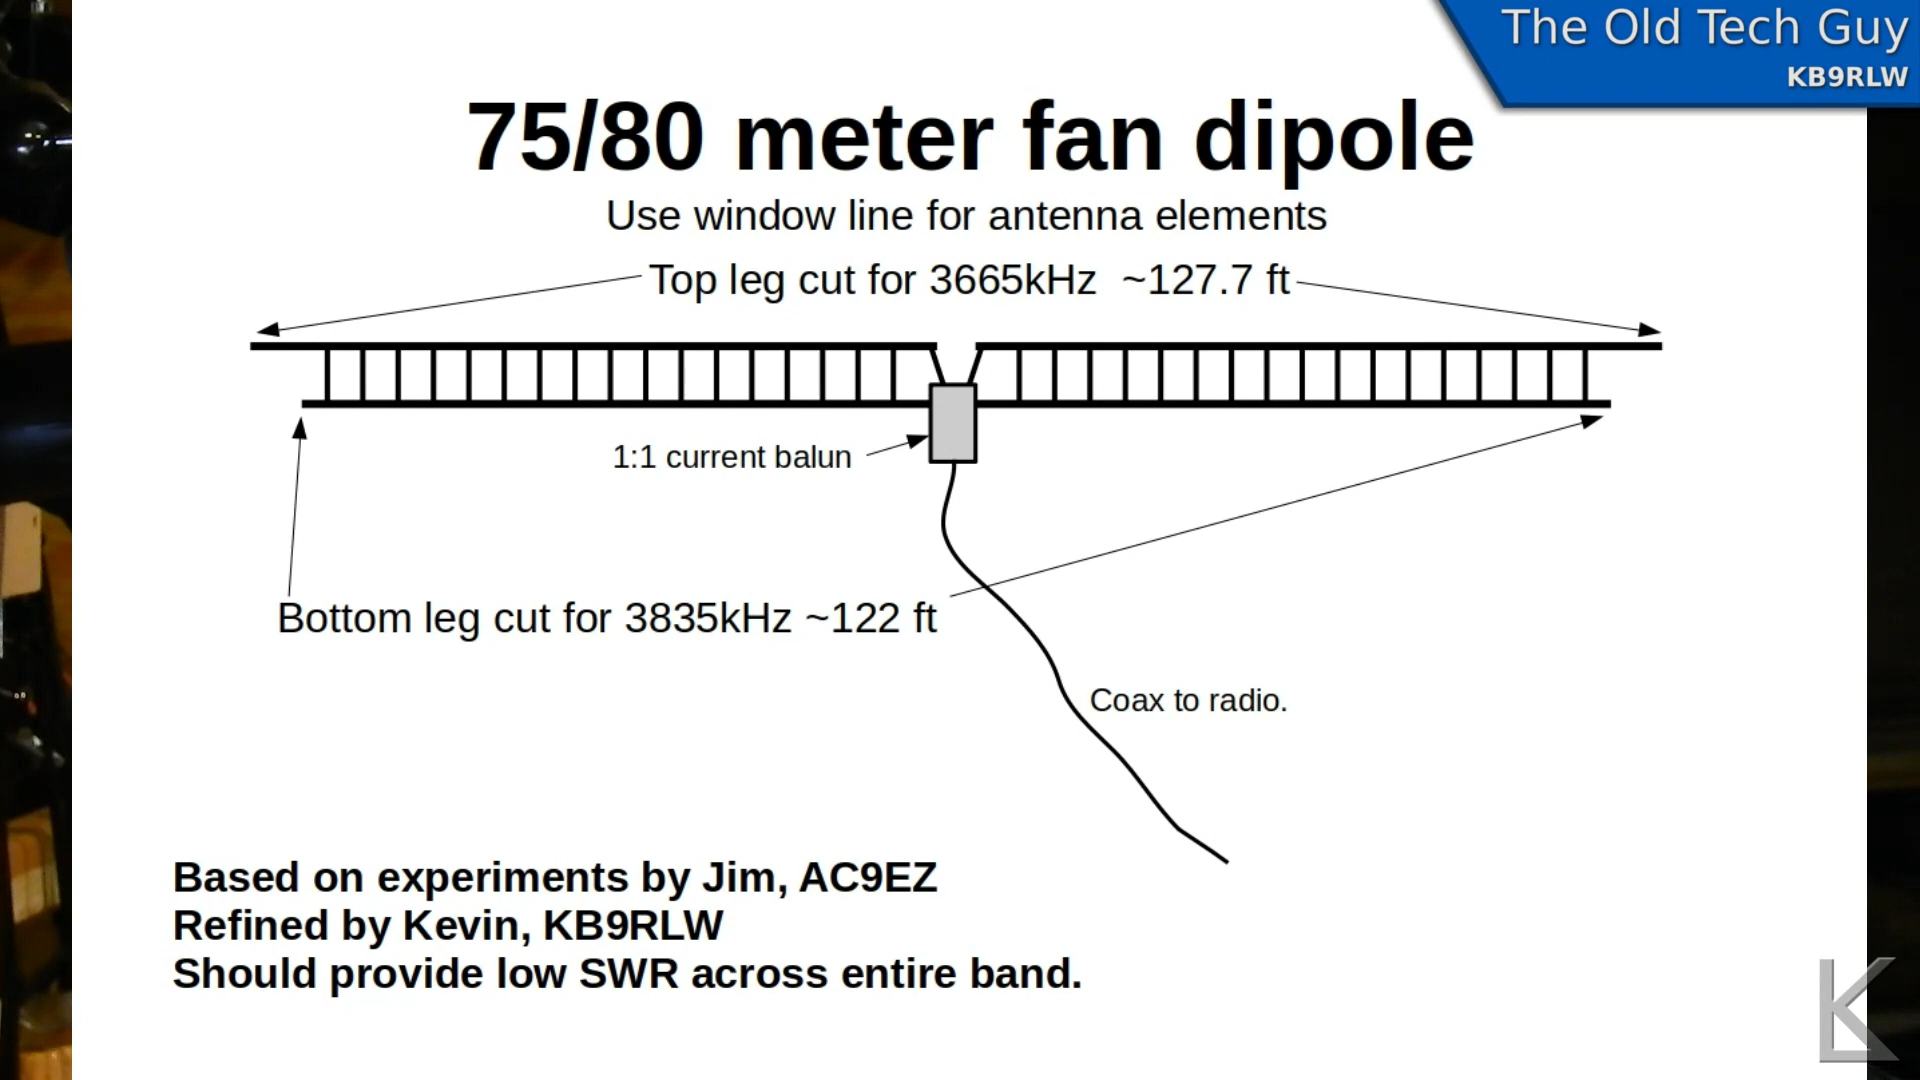 The Old Tech Guy
KB9RLW
75/80 meter fan dipole
Use window line for antenna elements
Top leg cut for 3665kHz ~127.7 ft
1:1 current balun
Bottom leg cut for 3835kHz ~122 ft
Coax to radio.
Based on experiments by Jim, AC9EZ
Refined by Kevin, KB9RLW
Should provide low SWR across entire band.
K